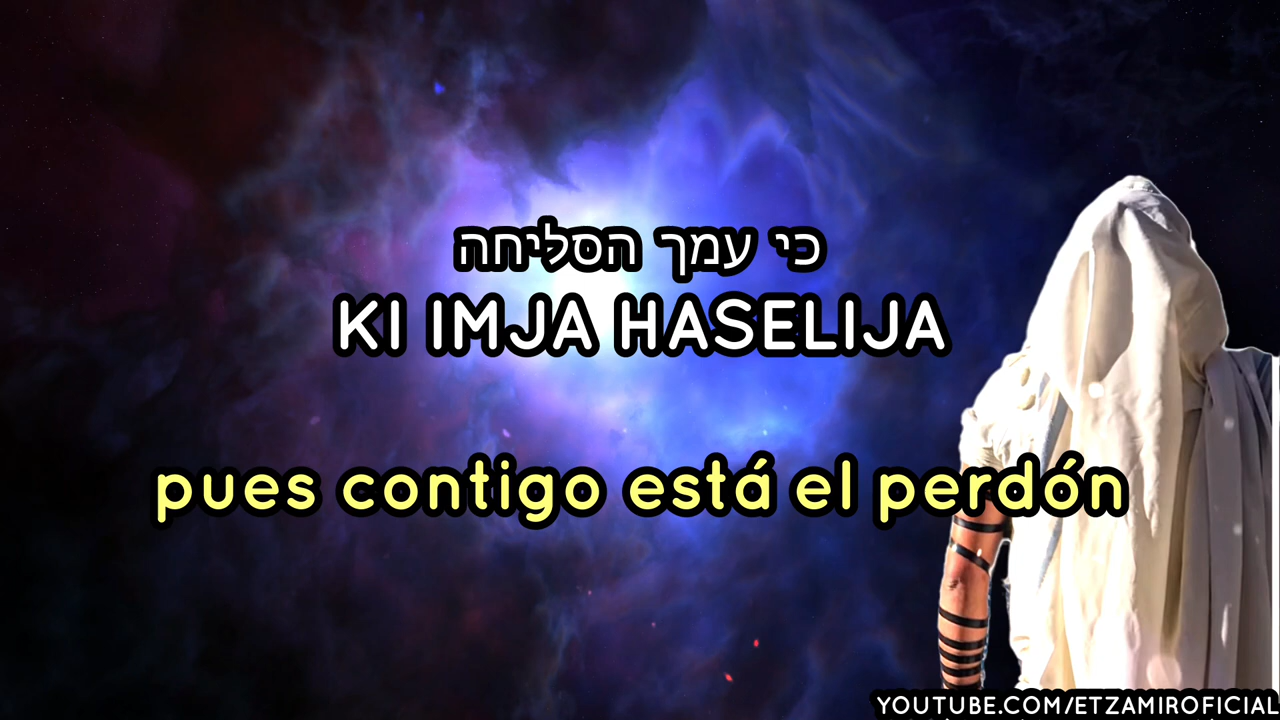 כי עמך הסליחה
KI IMJA HASELIJA
pues contigo está el perdón
YOUTUBE.COM/ETZAMIROFICIAL